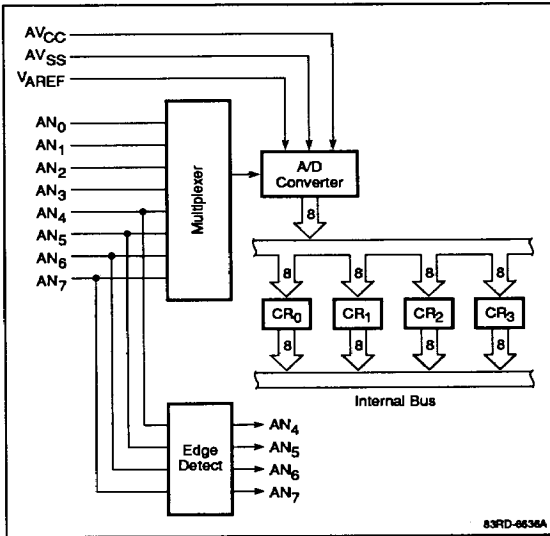 AVCC
AVSS
VAREF
AN0
AN1
AN2
AN3
AN4
AN5
AN6
AN7
Multiplexer
A/D
Converter
8
8 8 8 8
CR0 CR1 CR2 CR3
8 8 8 8
Internal Bus
Edge
Detect
AN4
AN5
AN6
AN7
83RD-6636A